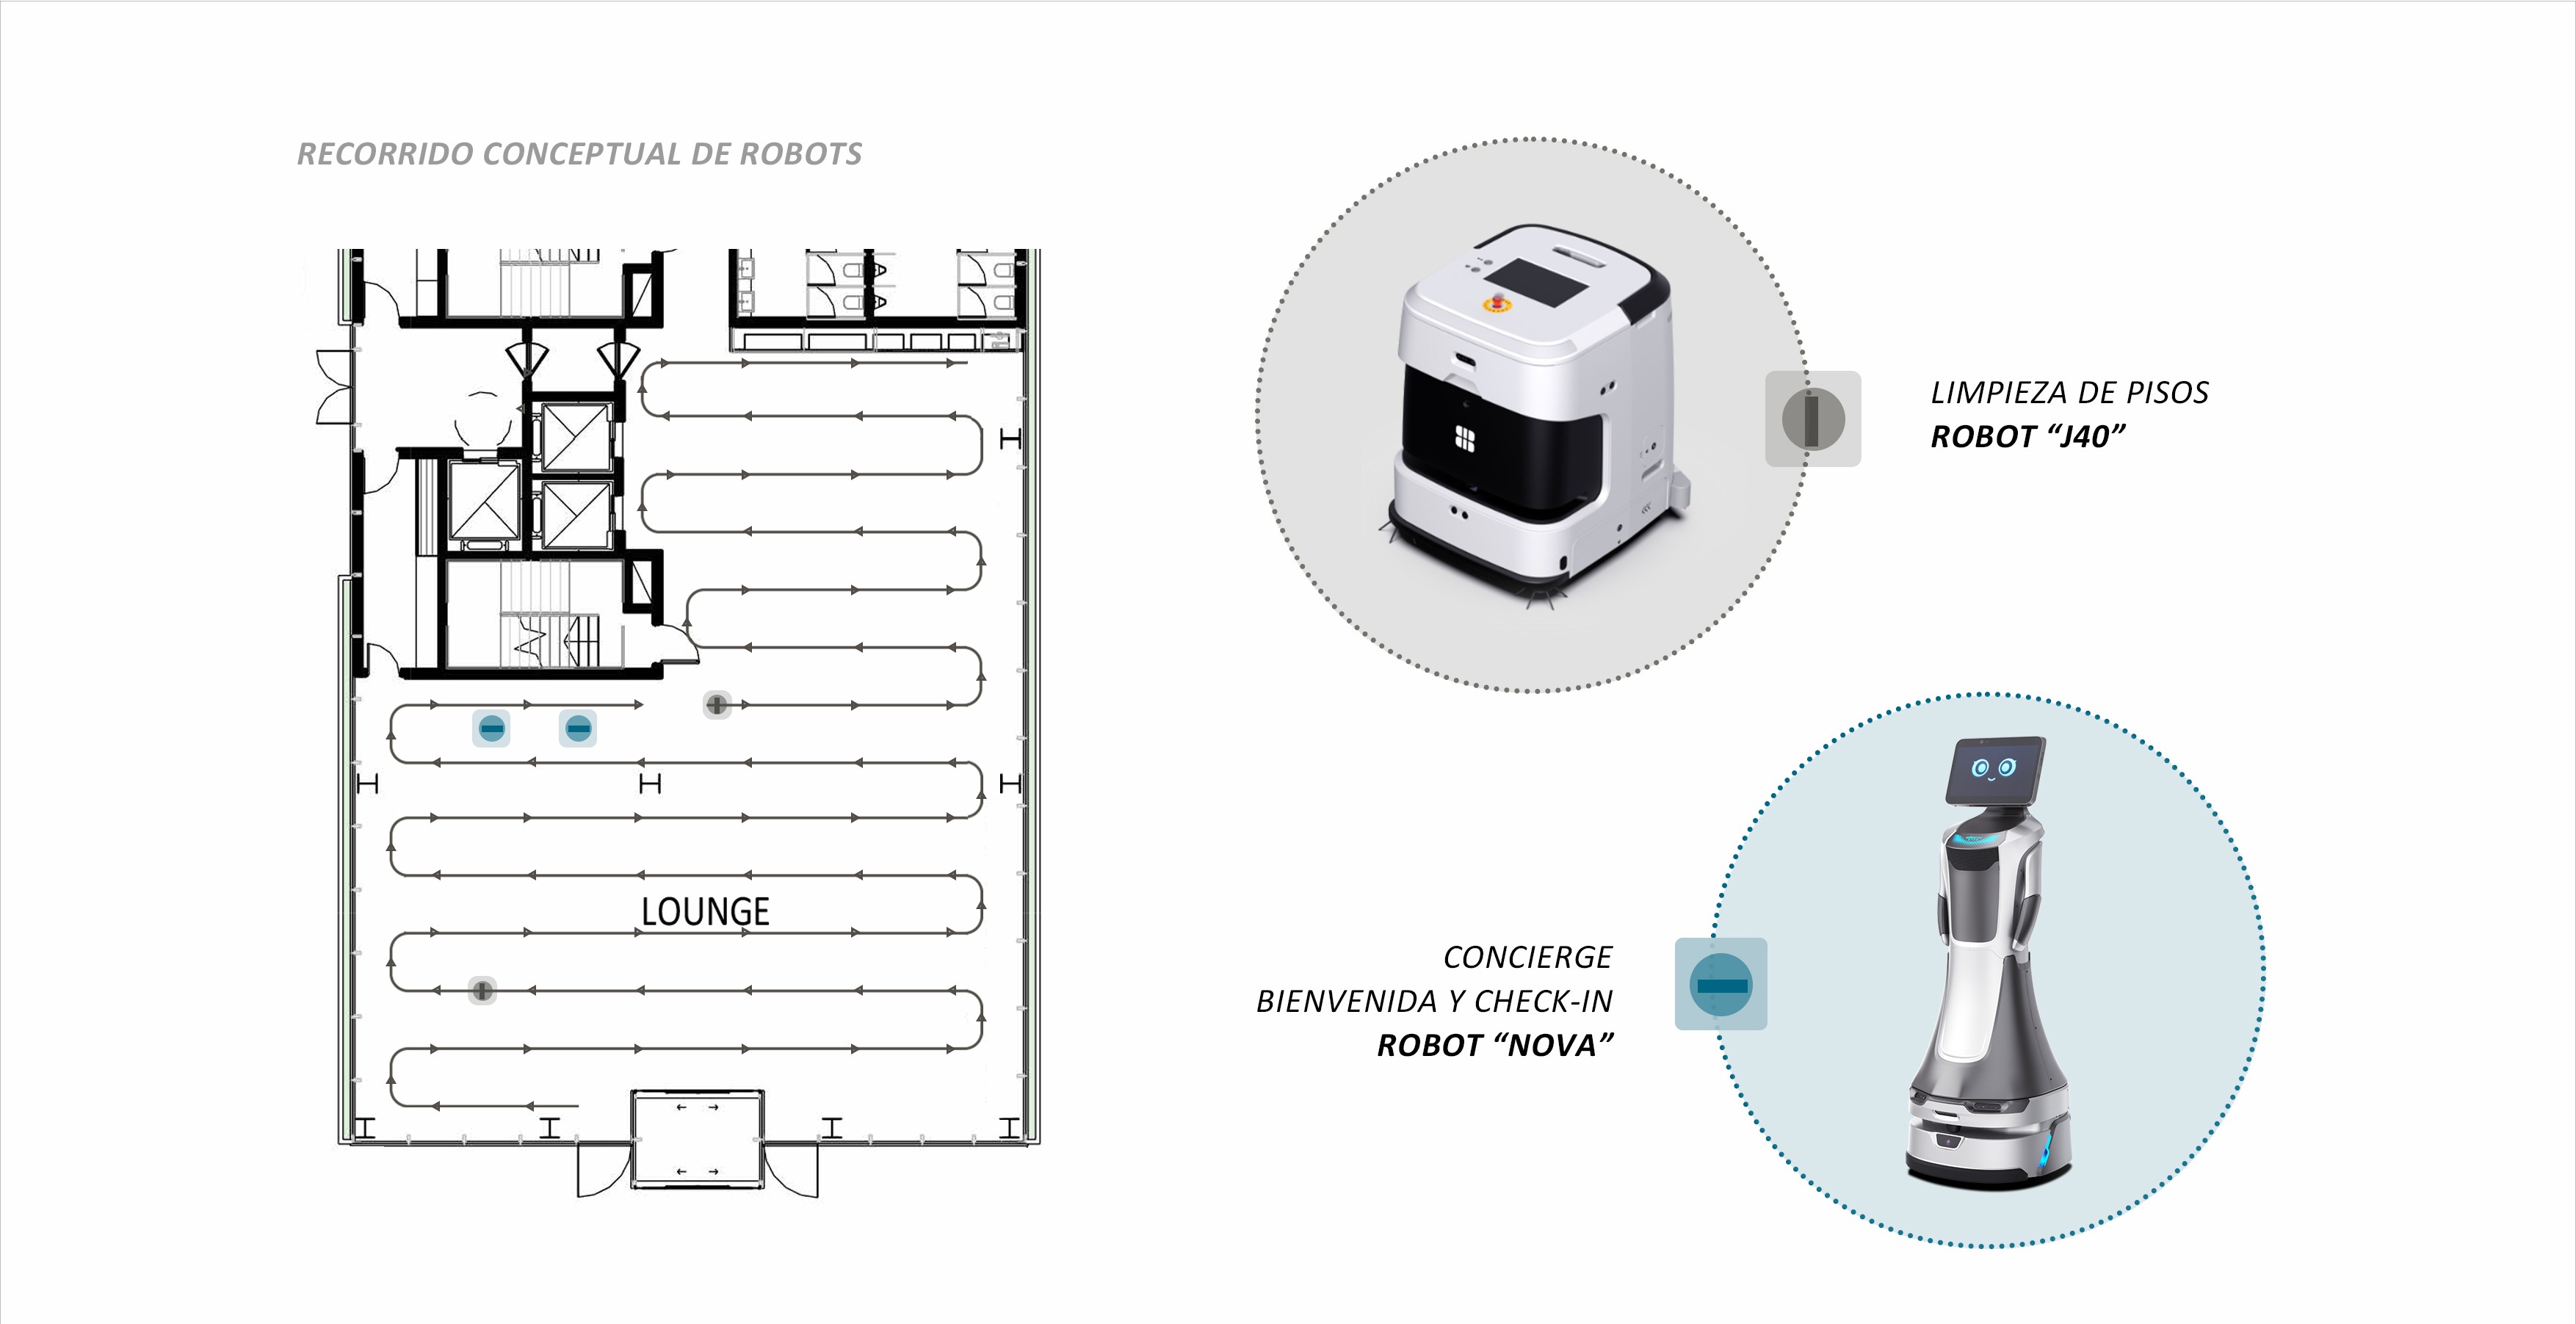 RECORRIDO CONCEPTUAL DE ROBOTS
LIMPIEZA DE PISOS
ROBOT “J40”
LOUNGE
CONCIERGE
BIENVENIDA Y CHECK-IN
ROBOT “NOVA”